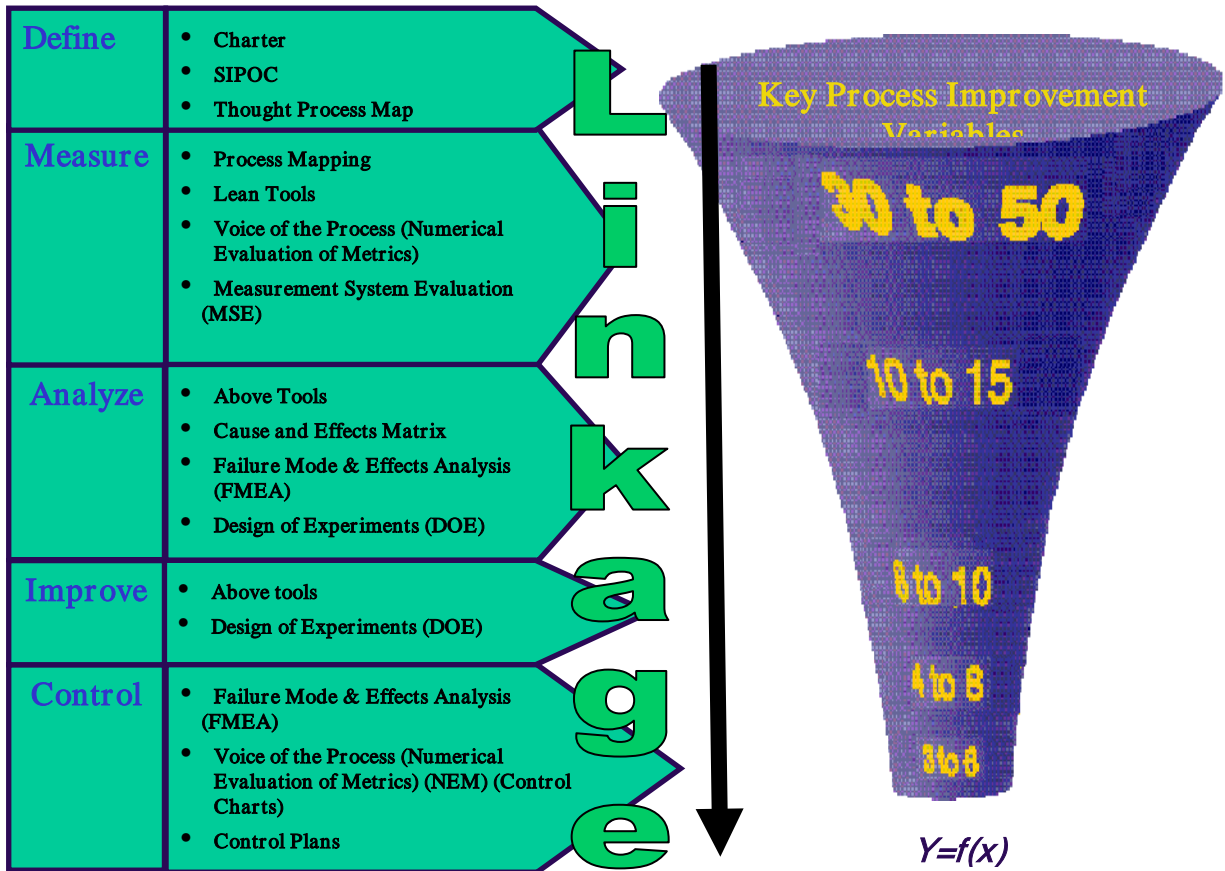 Define
• Charter
• SIPOC
• Thought Process Map
Measure
• Process Mapping
• Lean Tools
• Voice of the Process (Numerical
Evaluation of Metrics)
• Measurement System Evaluation
(MSE)
Analyze
• Above Tools
• Cause and Effects Matrix
• Failure Mode & Effects Analysis
(FMEA)
• Design of Experiments (DOE)
Improve
• Above tools
• Design of Experiments (DOE)
Control
• Failure Mode & Effects Analysis
(FMEA)
• Voice of the Process (Numerical
Evaluation of Metrics) (NEM) (Control
Charts)
• Control Plans
Linkage
Key Process Improvement
Variables
30 to 50
10 to 15
8 to 10
4 to 8
3 to 6
Y=f(x)